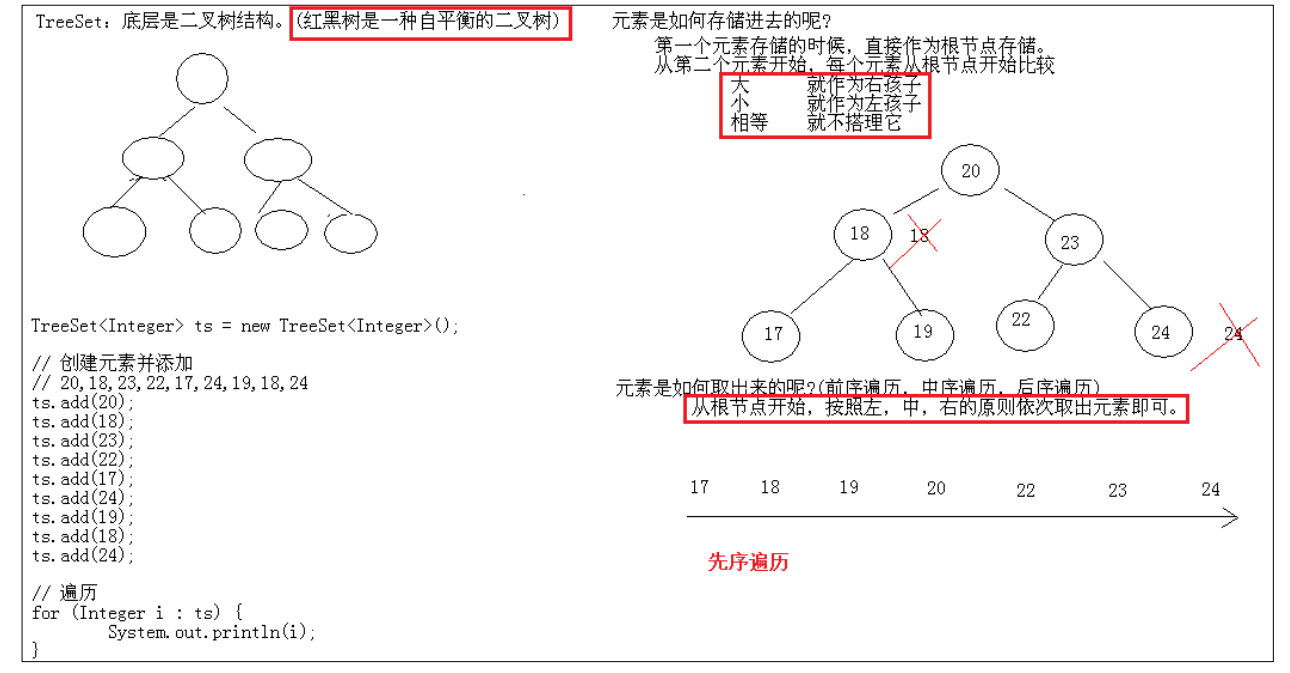 TreeSet: 底层是二叉树结构。(红黑树是一种自平衡的二叉树)
TreeSet<Integer> ts = new TreeSet<Integer>();
// 创建元素并添加
// 20,18,23,22,17,24,19,18,24
ts.add(20);
ts.add(18);
ts.add(23);
ts.add(22);
ts.add(17);
ts.add(24);
ts.add(19);
ts.add(18);
ts.add(24);
// 遍历
for (Integer i : ts) {
System.out.println(i);
}
元素是如何存储进去的呢?
第一个元素存储的时候，直接作为根节点存储。
从第二个元素开始，每个元素从根节点开始比较
大 就作为右孩子
小 就作为左孩子
相等 就不搭理它
20
18 18 23
17 19 22 24 24
元素是如何取出来的呢?(前序遍历，中序遍历，后序遍历)
从根节点开始，按照左，中，右的原则依次取出元素即可。
17 18 19 20 22 23 24
先序遍历